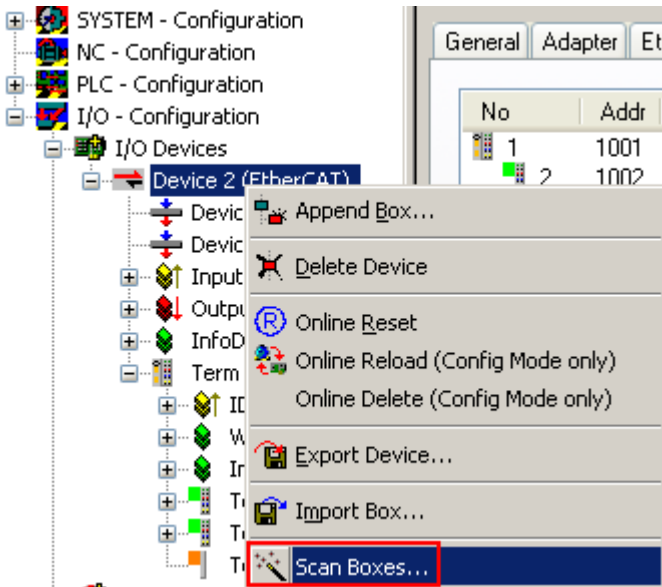 SYSTEM - Configuration
NC - Configuration
PLC - Configuration
I/O - Configuration
I/O Devices
Device 2 (EtherCAT)
Devic
Devic
Input
Outpu
InfoD
Term
ID
W
In
Te
Te
Te
General Adapter Et
No Addr
1 1001
2 1002
Append Box...
Delete Device
Online Reset
Online Reload (Config Mode only)
Online Delete (Config Mode only)
Export Device...
Import Box...
Scan Boxes...